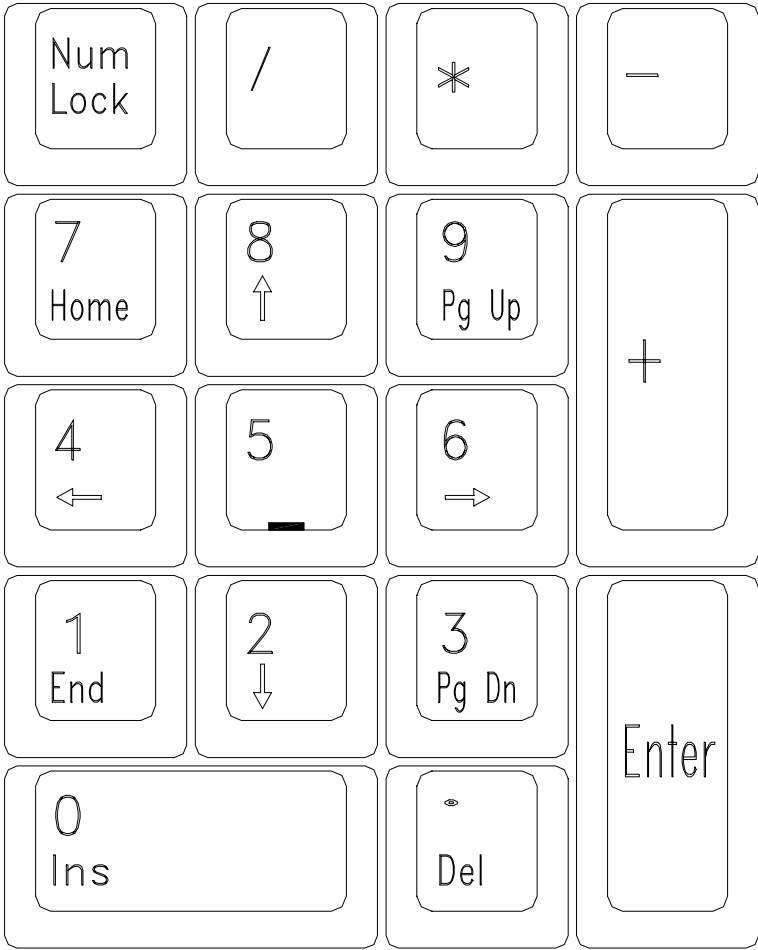 Num
Lock
/
*
-
7
Home
8
↑
9
Pg Up
+
4
←
5
6
→
1
End
2
↓
3
Pg Dn
Enter
0
Ins
.
Del